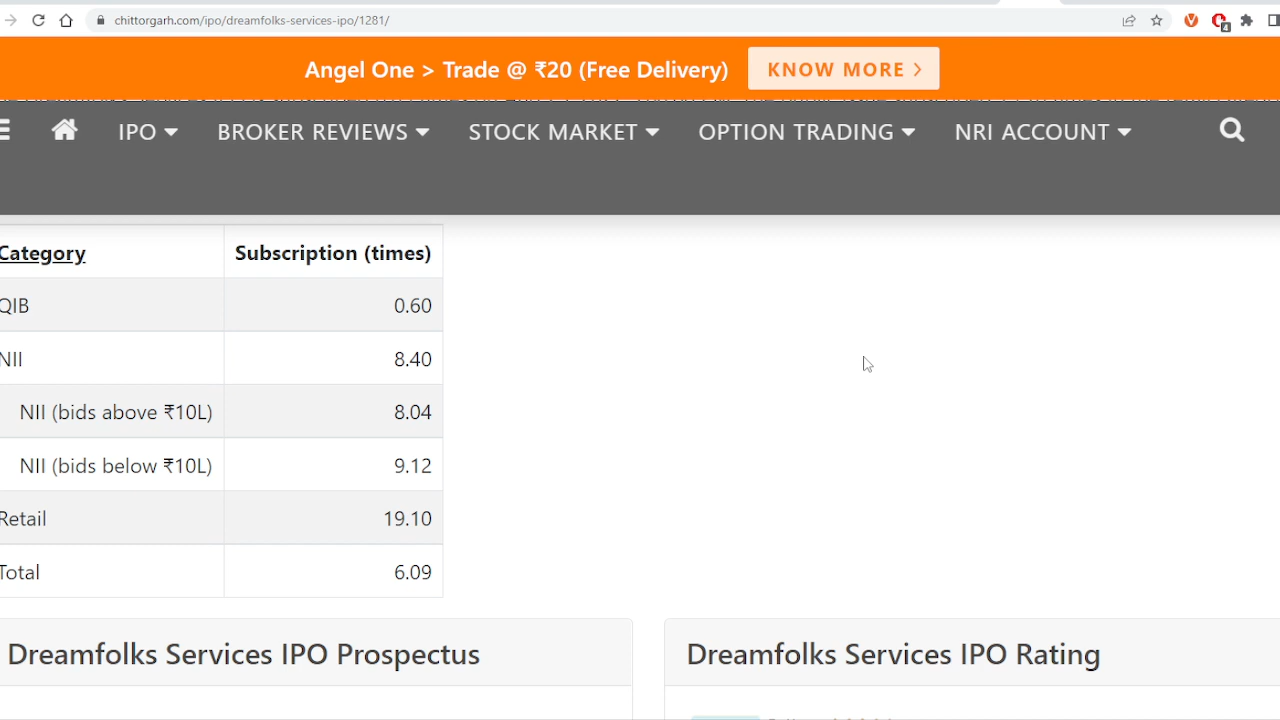 chittorgarh.com/ipo/dreamfolks-services-ipo/1281/
4
Angel One > Trade @ ₹20 (Free Delivery) KNOW MORE >
IPO BROKER REVIEWS STOCK MARKET OPTION TRADING NRI ACCOUNT
Category Subscription (times)
QIB 0.60
NII 8.40
NII (bids above ₹10L) 8.04
NII (bids below ₹10L) 9.12
Retail 19.10
Total 6.09
Dreamfolks Services IPO Prospectus
Dreamfolks Services IPO Rating